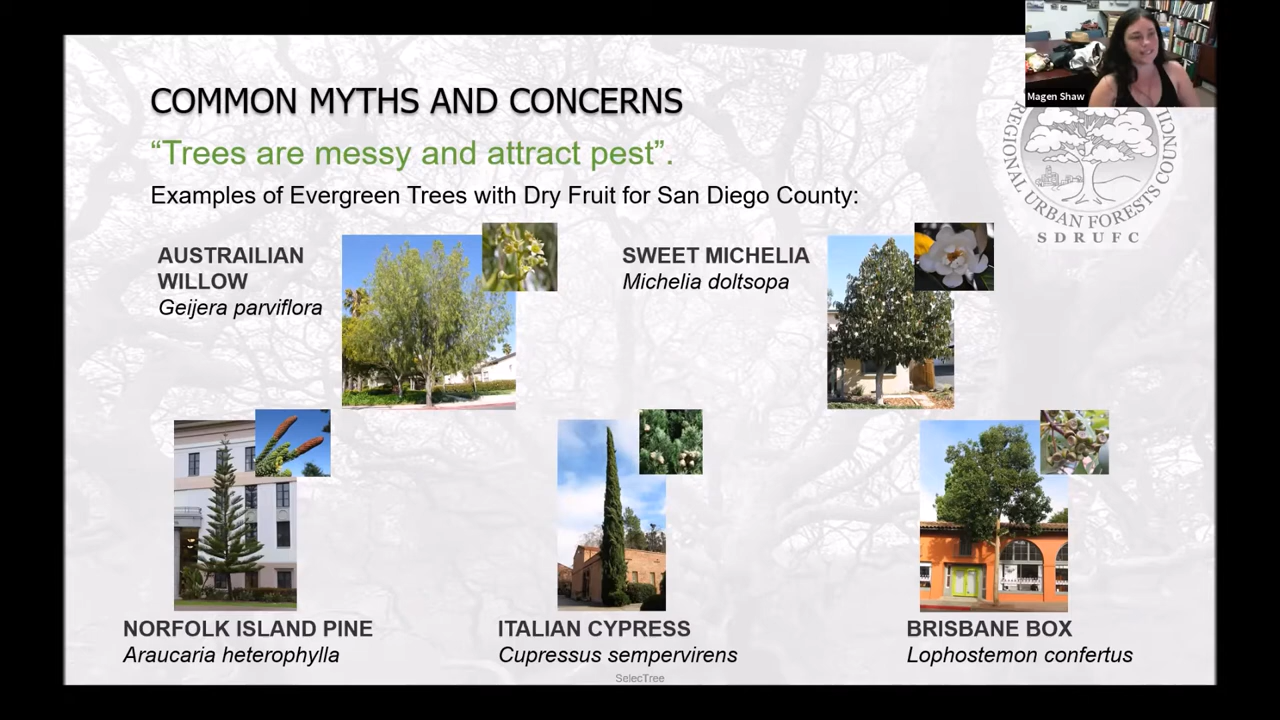 Magen Shaw
COMMON MYTHS AND CONCERNS
“Trees are messy and attract pest”.
Examples of Evergreen Trees with Dry Fruit for San Diego County:
REGIONAL URBAN FORESTS COUNCIL
SDRUFC
AUSTRAILIAN
WILLOW
Geijera parviflora
SWEET MICHELIA
Michelia doltsopa
NORFOLK ISLAND PINE
Araucaria heterophylla
ITALIAN CYPRESS
Cupressus sempervirens
BRISBANE BOX
Lophostemon confertus
SelecTree